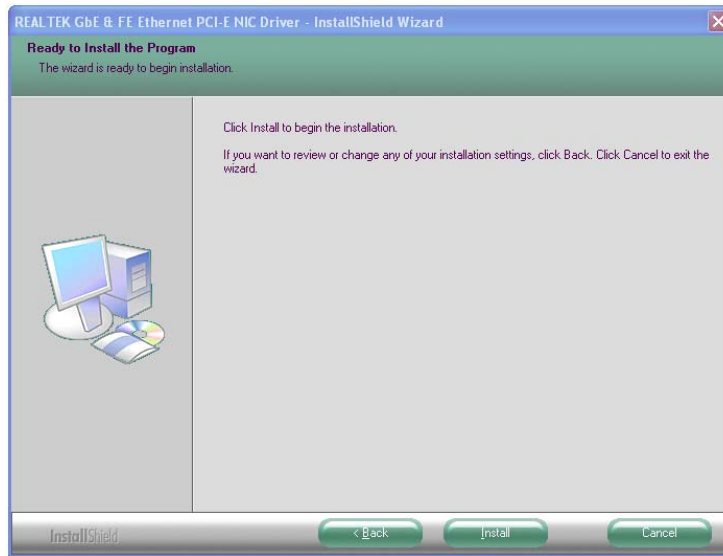 REALTEK GbE & FE Ethernet PCI-E NIC Driver - InstallShield Wizard
Ready to Install the Program
The wizard is ready to begin installation.
Click Install to begin the installation.
If you want to review or change any of your installation settings, click Back. Click Cancel to exit the
wizard.
InstallShield
< Back
Install
Cancel